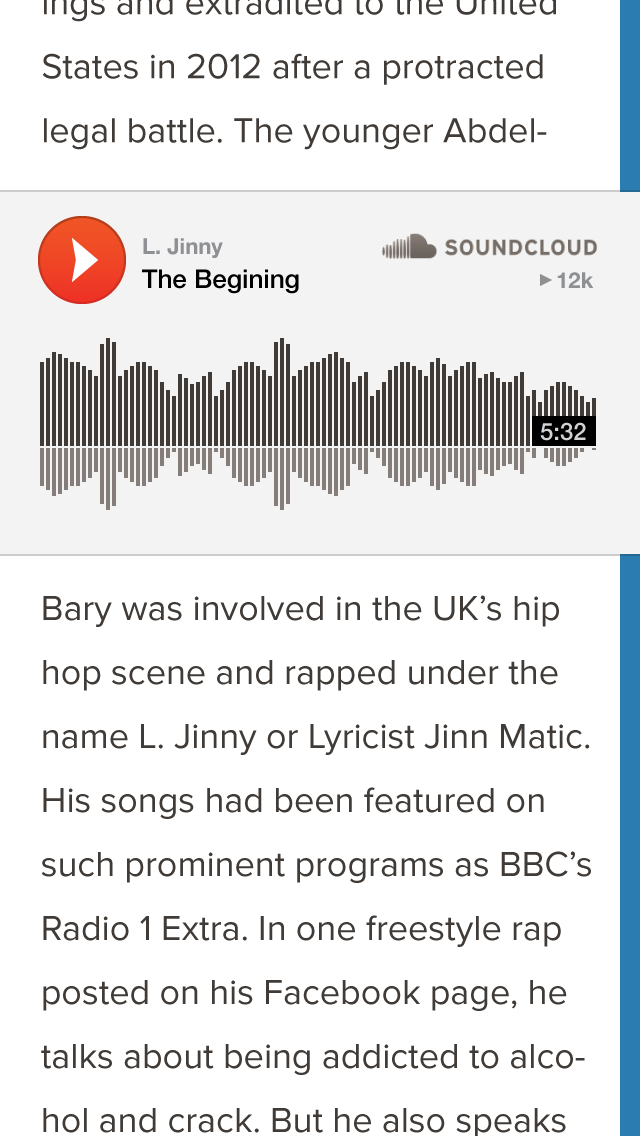 ings and extradited to the United
States in 2012 after a protracted
legal battle. The younger Abdel-
L. Jinny
SOUNDCLOUD
The Begining
12k
5:32
Bary was involved in the UK’s hip
hop scene and rapped under the
name L. Jinny or Lyricist Jinn Matic.
His songs had been featured on
such prominent programs as BBC’s
Radio 1 Extra. In one freestyle rap
posted on his Facebook page, he
talks about being addicted to alco-
hol and crack. But he also speaks